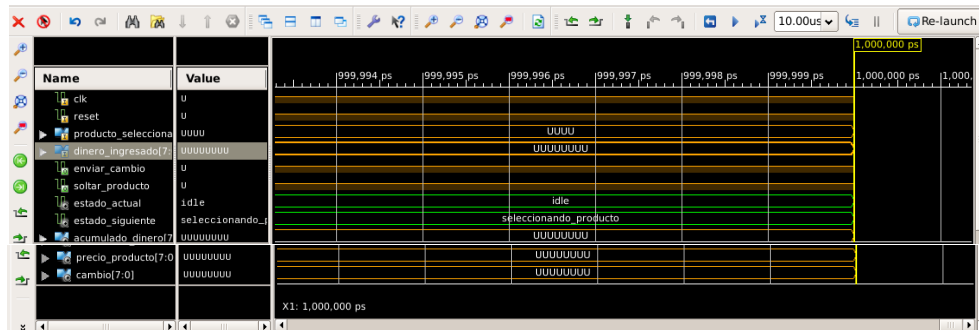 10.00us
Re-launch
1,000,000 ps
Name
Value
999,994 ps
999,995 ps
999,996 ps
999,997 ps
999,998 ps
999,999 ps
1,000,000 ps
1,000,
clk
U
reset
U
producto_selecciona
UUUU
UUUU
dinero_ingresado[7:
UUUUUUUU
UUUUUUUU
enviar_cambio
U
soltar_producto
U
estado_actual
idle
idle
estado_siguiente
seleccionando_p
seleccionando_producto
acumulado_dinero[7
UUUUUUUU
UUUUUUUU
precio_producto[7:0
UUUUUUUU
UUUUUUUU
cambio[7:0]
UUUUUUUU
UUUUUUUU
X1: 1,000,000 ps